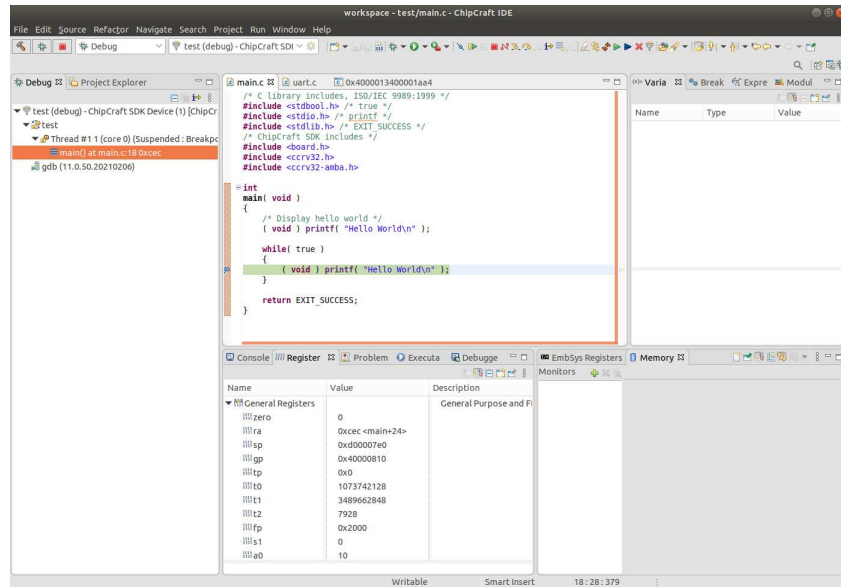 workspace - test/main.c - ChipCraft IDE
File Edit Source Refactor Navigate Search Project Run Window Help
Debug
test (debug) - ChipCraft SDI
Debug
Project Explorer
test (debug) - ChipCraft SDK Device (1) [ChipCr
test
Thread #1 1 (core 0) (Suspended : Breakpo
main() at main.c:18 0xcec
gdb (11.0.50.20210206)
main.c
uart.c
0x4000013400001aa4
/* C library includes, ISO/IEC 9989:1999 */
#include <stdbool.h> /* true */
#include <stdio.h> /* printf */
#include <stdlib.h> /* EXIT_SUCCESS */
/* ChipCraft SDK includes */
#include <board.h>
#include <ccrv32.h>
#include <ccrv32-amba.h>
int
main( void )
{
/* Display hello world */
( void ) printf( "Hello World\n" );
while( true )
{
( void ) printf( "Hello World\n" );
}
return EXIT_SUCCESS;
}
(x)= Varia
Break
Expre
Modul
Name Type Value
Console
Register
Problem
Executa
Debugge
Name Value Description
General Registers General Purpose and F
zero 0
ra 0xcec <main+24>
sp 0xd00007e0
gp 0x40000810
tp 0x0
t0 1073742128
t1 3489662848
t2 7928
fp 0x2000
s1 0
a0 10
EmbSys Registers
Memory
Monitors
Writable
Smart Insert
18 : 28 : 379